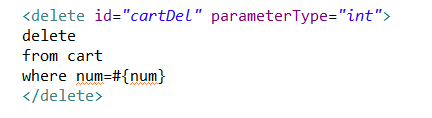 <delete id="cartDel" parameterType="int">
delete
from cart
where num=#{num}
</delete>